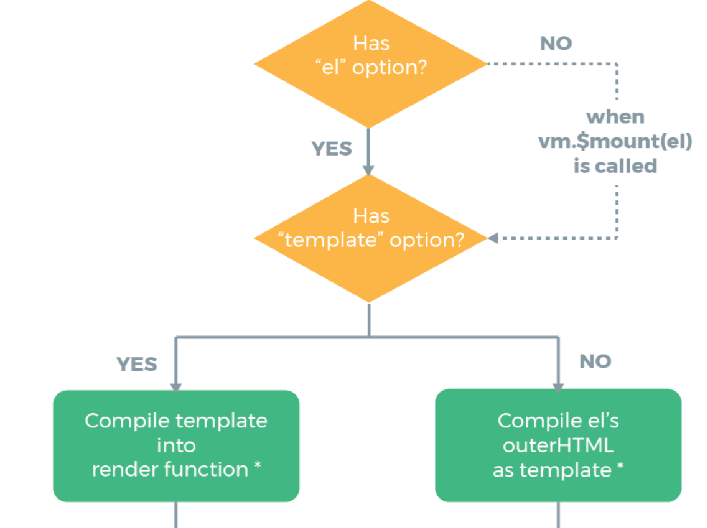 Has
“el” option?
NO
when
vm.$mount(el)
is called
YES
Has
“template” option?
YES
NO
Compile template
into
render function *
Compile el’s
outerHTML
as template *